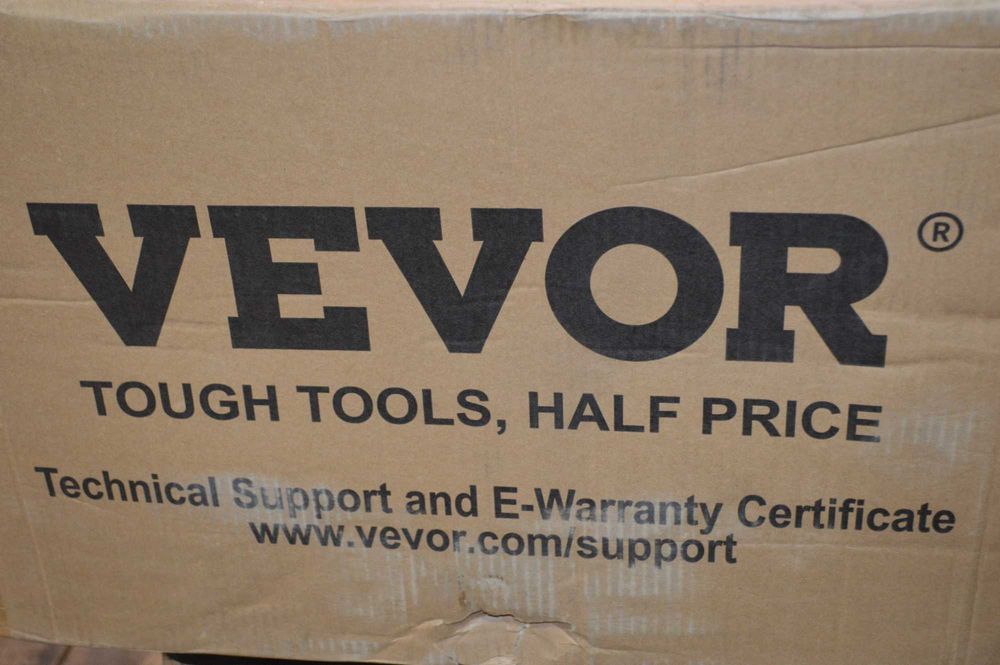 VEVOR®
TOUGH TOOLS, HALF PRICE
Technical Support and E-Warranty Certificate
www.vevor.com/support